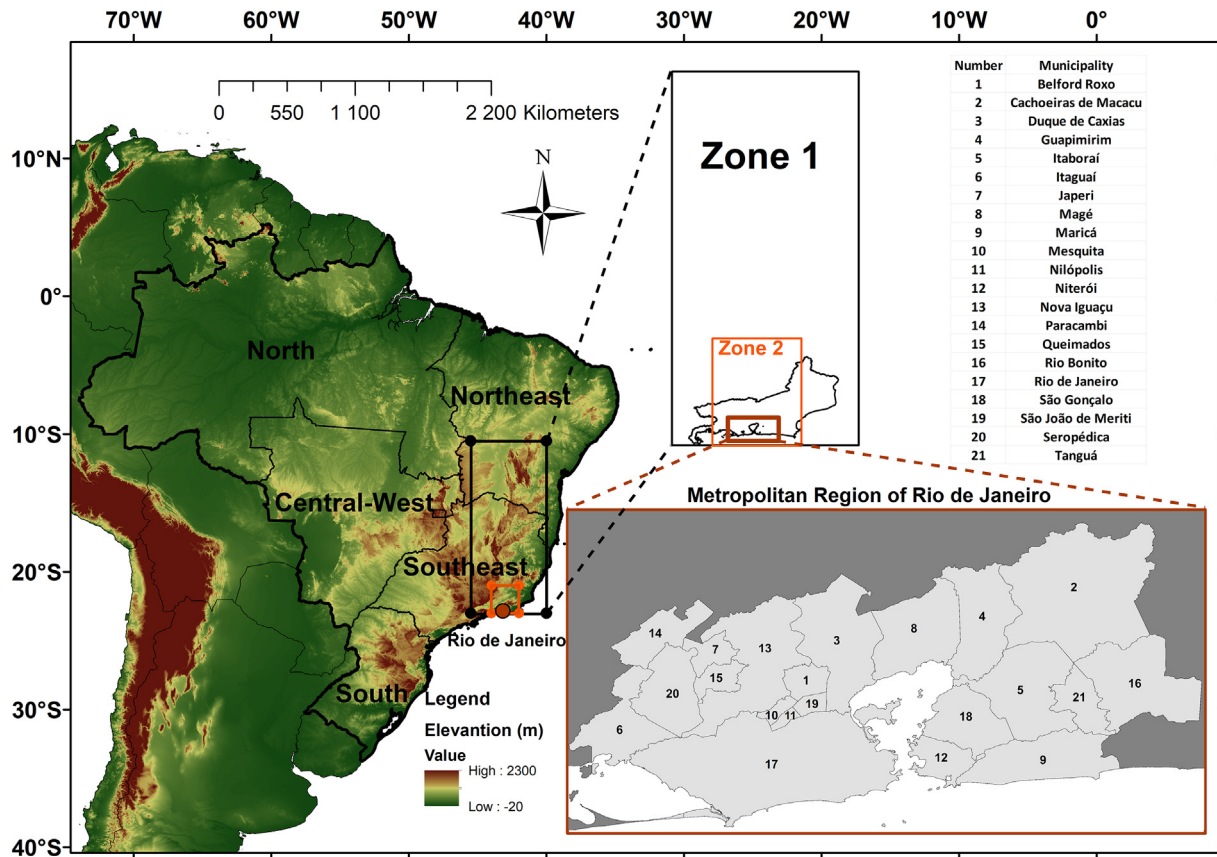 70°W 60°W 50°W 40°W 30°W 20°W 10°W 0°
0 550 1 100 2 200 Kilometers
N
10°N
0°
10°S
20°S
30°S
40°S
North
Northeast
Central-West
Southeast
Rio de Janeiro
South
Legend
Elevantion (m)
Value
High : 2300
Low : -20
Zone 1
Zone 2
Number Municipality
1 Belford Roxo
2 Cachoeiras de Macacu
3 Duque de Caxias
4 Guapimirim
5 Itaboraí
6 Itaguaí
7 Japeri
8 Magé
9 Maricá
10 Mesquita
11 Nilópolis
12 Niterói
13 Nova Iguaçu
14 Paracambi
15 Queimados
16 Rio Bonito
17 Rio de Janeiro
18 São Gonçalo
19 São João de Meriti
20 Seropédica
21 Tanguá
Metropolitan Region of Rio de Janeiro
2
4
8
3
14
13
7
15
1
20
5
16
21
19
10
11
18
6
12
9
17